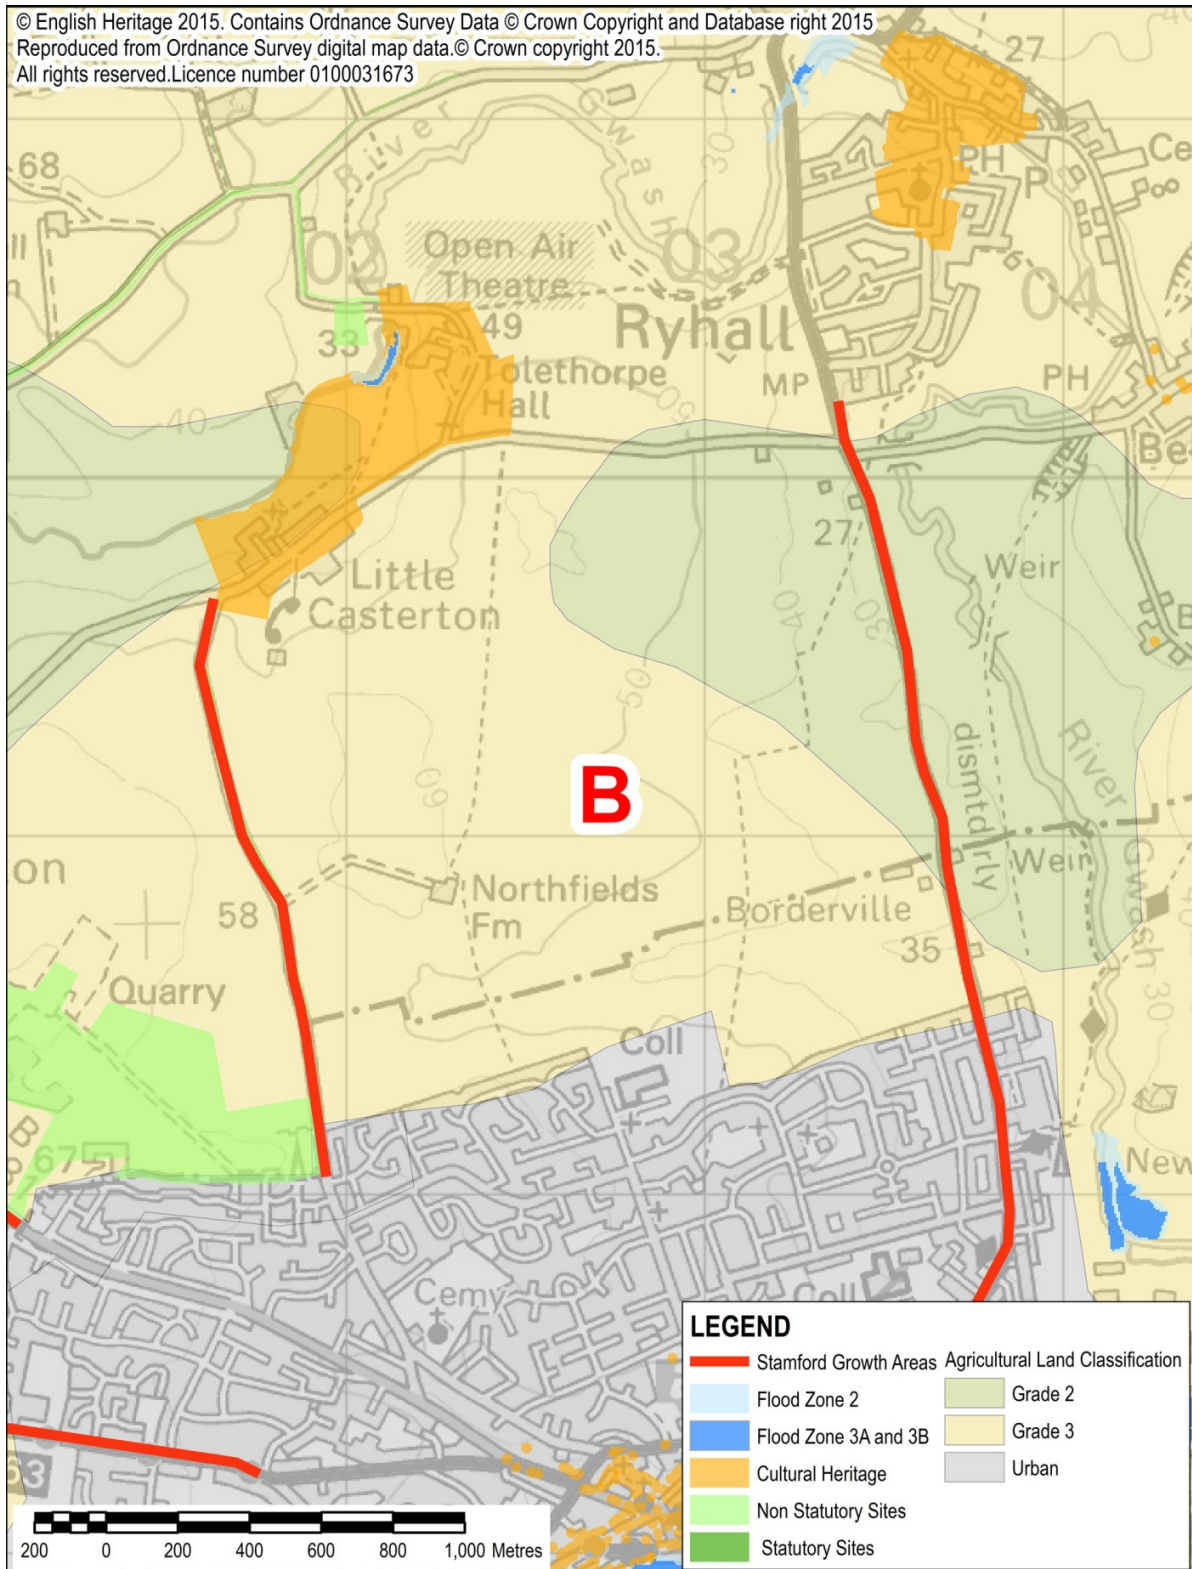 © English Heritage 2015. Contains Ordnance Survey Data © Crown Copyright and Database right 2015
Reproduced from Ordnance Survey digital map data.© Crown copyright 2015.
All rights reserved.Licence number 0100031673
27
68
River
Gwash
30
PH
P
Ce
02
Open Air
Theatre
03
04
33
49
Ryhall
Tolethorpe
Hall
50
MP
PH
40
Be
27
Weir
Little
Casterton
40
30
B
50
60
B
dismtd rly
River
Gwash
on
Weir
58
Northfields
Fm
Borderville
35
Quarry
30
Coll
B
67
New
Cemy
Coll
63
LEGEND
Stamford Growth Areas
Flood Zone 2
Flood Zone 3A and 3B
Cultural Heritage
Non Statutory Sites
Statutory Sites
Agricultural Land Classification
Grade 2
Grade 3
Urban
200 0 200 400 600 800 1,000 Metres